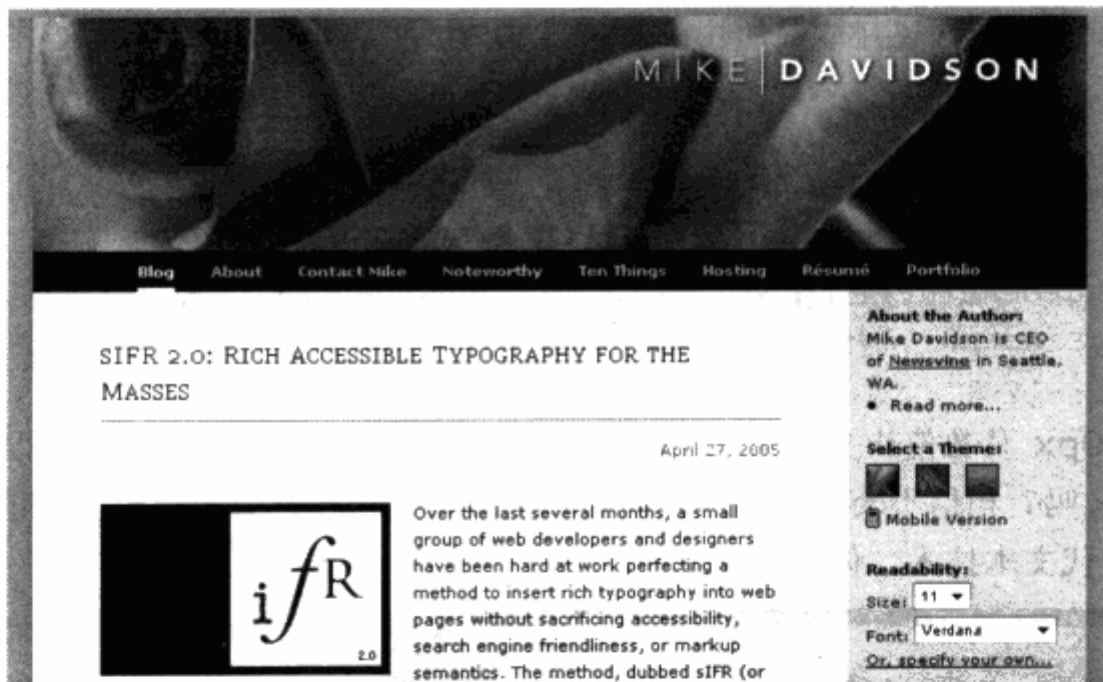 MIKE DAVIDSON
Blog About Contact Mike Noteworthy Ten Things Hosting Résumé Portfolio
sIFR 2.0: Rich Accessible Typography for the
Masses
April 27, 2005
ifR
2.0
Over the last several months, a small
group of web developers and designers
have been hard at work perfecting a
method to insert rich typography into web
pages without sacrificing accessibility,
search engine friendliness, or markup
semantics. The method, dubbed sIFR (or
About the Author:
Mike Davidson is CEO
of Newsvine in Seattle,
WA.
• Read more...
Select a Theme:
Mobile Version
Readability:
Size: 11
Font: Verdana
Or, specify your own...